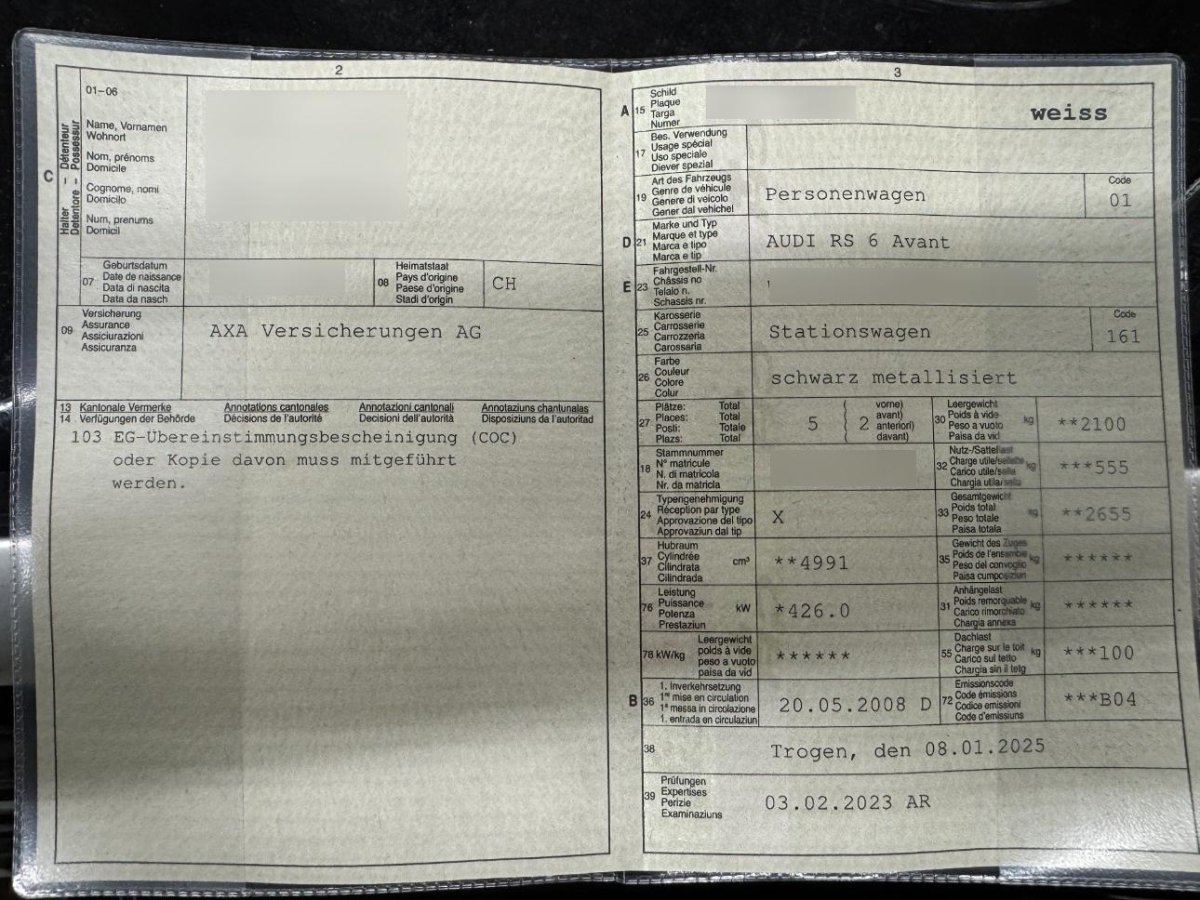 2
01–06
Name, Vornamen
Wohnort
Nom, prénoms
Domicile
Cognome, nomi
Domicilio
Num, prenums
Domicil
C
Halter – Détenteur
Detentore – Possessur
07
Geburtsdatum
Date de naissance
Data di nascita
Data da nasch
08
Heimatstaat
Pays d'origine
Paese d'origine
Stadi d'origin
CH
09
Versicherung
Assurance
Assicurazioni
Assicuranza
AXA Versicherungen AG
13 Kantonale Vermerke Annotations cantonales Annotazioni cantonali Annotaziuns chantunalas
14 Verfügungen der Behörde Décisions de l'autorité Decisioni dell'autorità Disposiziuns da l'autoritad
103 EG-Übereinstimmungsbescheinigung (COC)
oder Kopie davon muss mitgeführt
werden.
3
A 15
Schild
Plaque
Targa
Numer
weiss
17
Bes. Verwendung
Usage spécial
Uso speciale
Diever spezial
19
Art des Fahrzeugs
Genre de véhicule
Genere di veicolo
Gener dal vehichel
Personenwagen
Code
01
D 21
Marke und Typ
Marque et type
Marca e tipo
Marca e tip
AUDI RS 6 Avant
E 23
Fahrgestell-Nr.
Châssis no
Telaio n.
Schassis nr.
25
Karosserie
Carrosserie
Carrozzeria
Carossaria
Stationswagen
Code
161
26
Farbe
Couleur
Colore
Colur
schwarz metallisiert
27
Plätze: Total
Places: Total
Posti: Totale
Plazs: Total
5
( vorne)
( avant)
2 anteriori)
( davant)
30
Leergewicht
Poids à vide
Peso a vuoto
Paisa da vid
kg
**2100
18
Stammnummer
N° matricule
N. di matricola
Nr. da matricla
32
Nutz-/Sattellast
Charge utile/sellette
Carico utile/sella
Chargia utila/sella
kg
***555
24
Typengenehmigung
Réception par type
Approvazione del tipo
Approvaziun dal tip
X
33
Gesamtgewicht
Poids total
Peso totale
Paisa totala
kg
**2655
37
Hubraum
Cylindrée
Cilindrata
Cilindrada
cm³
**4991
35
Gewicht des Zuges
Poids de l'ensemble
Peso del convoglio
Paisa cumposiziun
kg
******
76
Leistung
Puissance
Potenza
Prestaziun
kW
*426.0
31
Anhängelast
Poids remorquable
Carico rimorchiato
Chargia annexa
kg
******
78 kW/kg
Leergewicht
poids à vide
peso a vuoto
paisa da vid
******
55
Dachlast
Charge sur le toit
Carico sul tetto
Chargia sin il tetg
kg
***100
B 36
1. Inverkehrsetzung
1re mise en circulation
1a messa in circolazione
1. entrada en circulaziun
20.05.2008 D
72
Emissionscode
Code émissions
Codice emissioni
Code d'emissiuns
***B04
38
Trogen, den 08.01.2025
39
Prüfungen
Expertises
Perizie
Examinaziuns
03.02.2023 AR